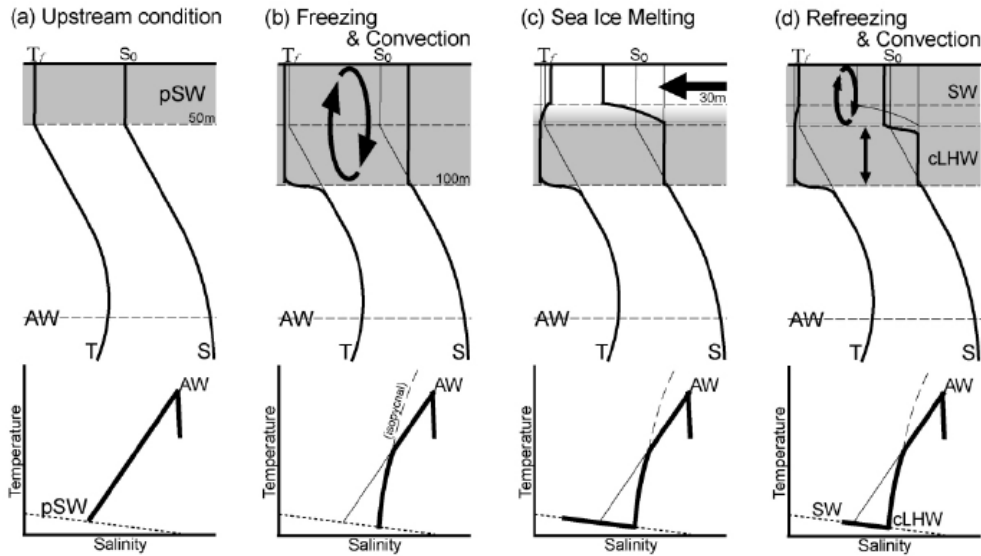 (a) Upstream condition
Tf
S0
pSW
50m
AW
T
S
Temperature
AW
pSW
Salinity
(b) Freezing
& Convection
Tf
S0
100m
AW
T
S
Temperature
(isopycnal)
AW
Salinity
(c) Sea Ice Melting
Tf
S0
30m
AW
T
S
Temperature
AW
Salinity
(d) Refreezing
& Convection
Tf
S0
SW
cLHW
AW
T
S
Temperature
AW
SW
cLHW
Salinity